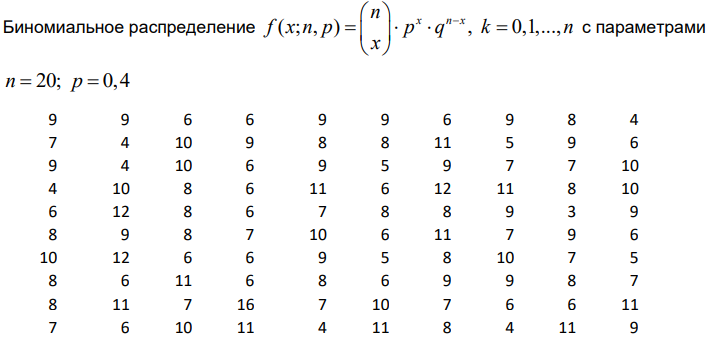 Биномиальное распределение f(x;n,p) = (n x) · pˣ · qⁿ⁻ˣ, k = 0,1,...,n с параметрами
n = 20; p = 0,4
9 9 6 6 9 9 6 9 8 4
7 4 10 9 8 8 11 5 9 6
9 4 10 6 9 5 9 7 7 10
4 10 8 6 11 6 12 11 8 10
6 12 8 6 7 8 8 9 3 9
8 9 8 7 10 6 11 7 9 6
10 12 6 6 9 5 8 10 7 5
8 6 11 6 8 6 9 9 8 7
8 11 7 16 7 10 7 6 6 11
7 6 10 11 4 11 8 4 11 9